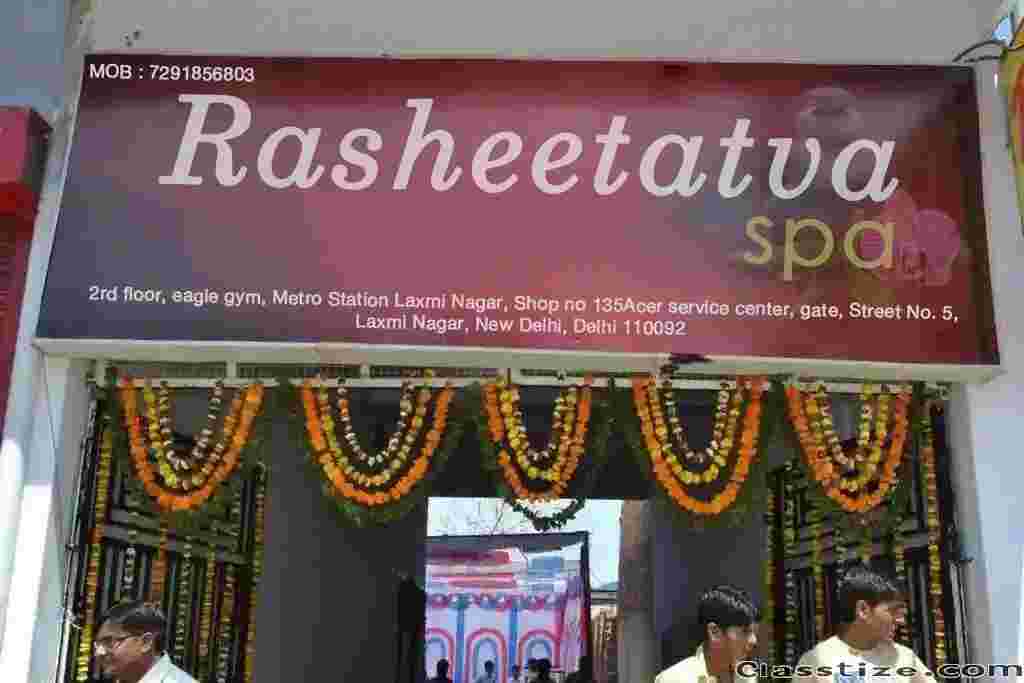 MOB : 7291856803
Rasheetatva
spa
2rd floor, eagle gym, Metro Station Laxmi Nagar, Shop no 135Acer service center, gate, Street No. 5,
Laxmi Nagar, New Delhi, Delhi 110092
Classtize.com